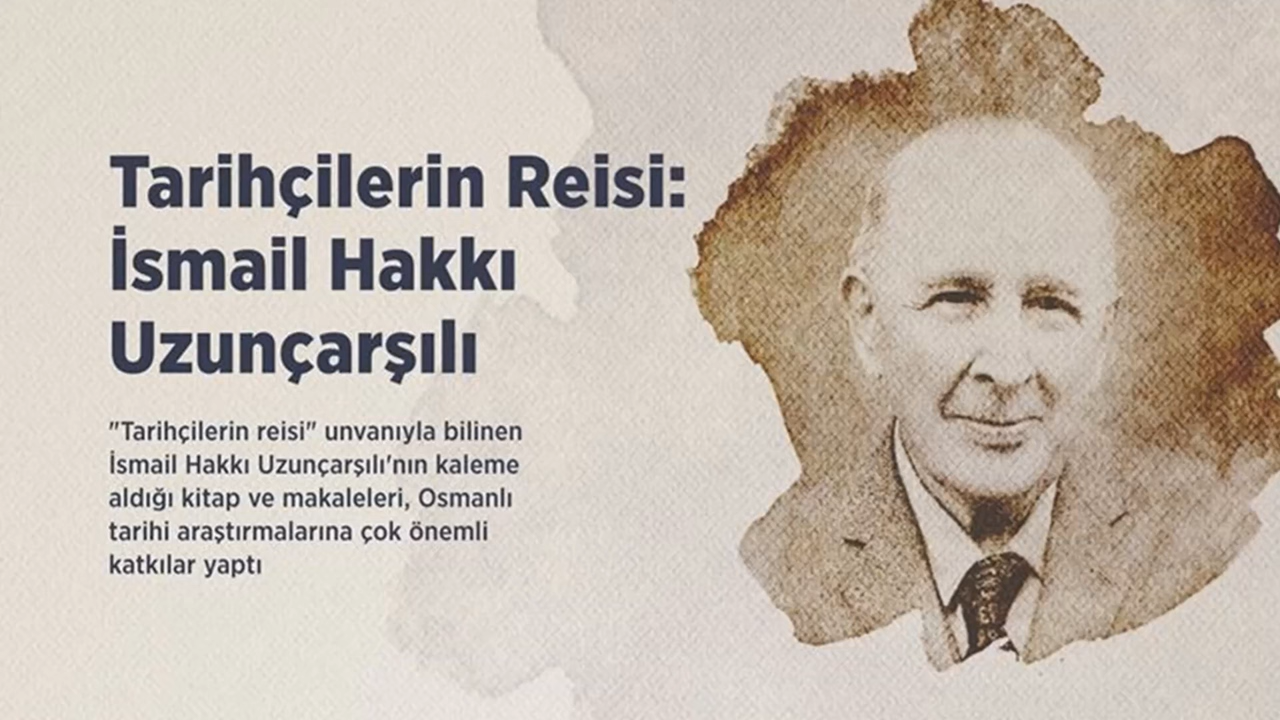 Tarihçilerin Reisi:
İsmail Hakkı
Uzunçarşılı
"Tarihçilerin reisi" unvanıyla bilinen
İsmail Hakkı Uzunçarşılı'nın kaleme
aldığı kitap ve makaleleri, Osmanlı
tarihi araştırmalarına çok önemli
katkılar yaptı